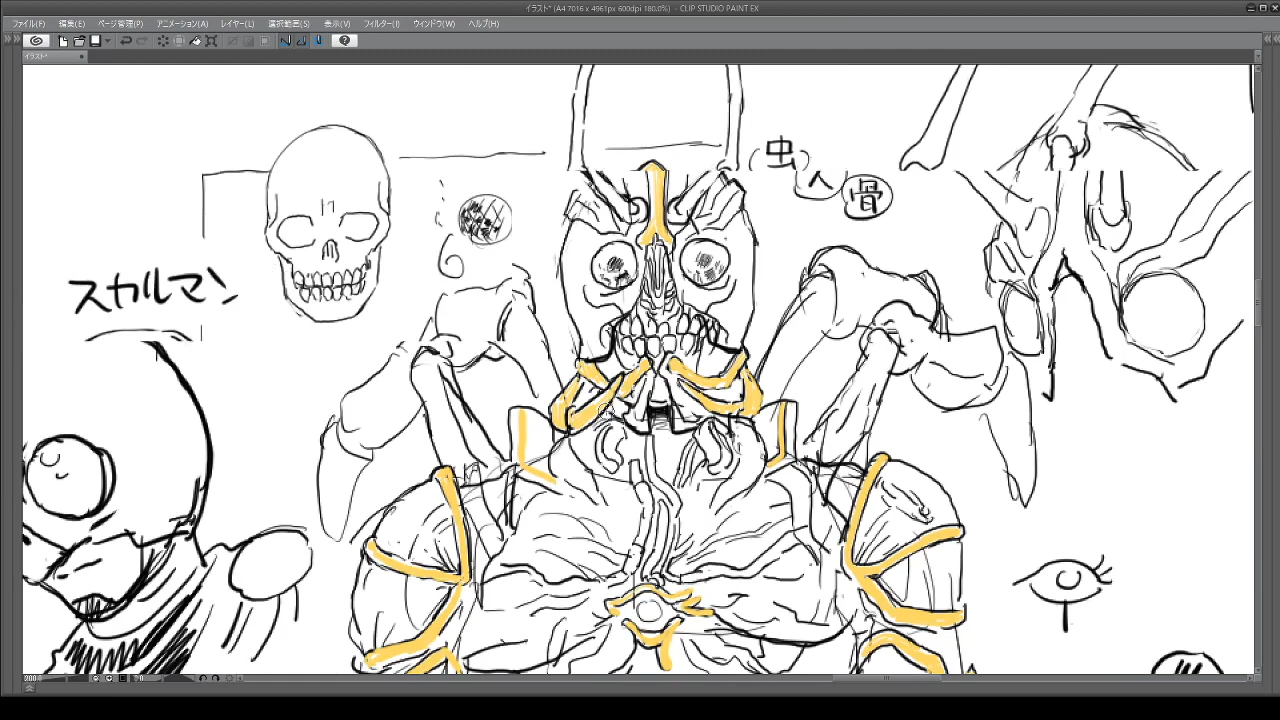 イラスト* (A4 7016 x 4961px 600dpi 180.0%) - CLIP STUDIO PAINT EX
ファイル(F) 編集(E) ページ管理(P) アニメーション(A) レイヤー(L) 選択範囲(S) 表示(V) フィルター(I) ウィンドウ(W) ヘルプ(H)
イラスト*
虫
骨
スカルマン